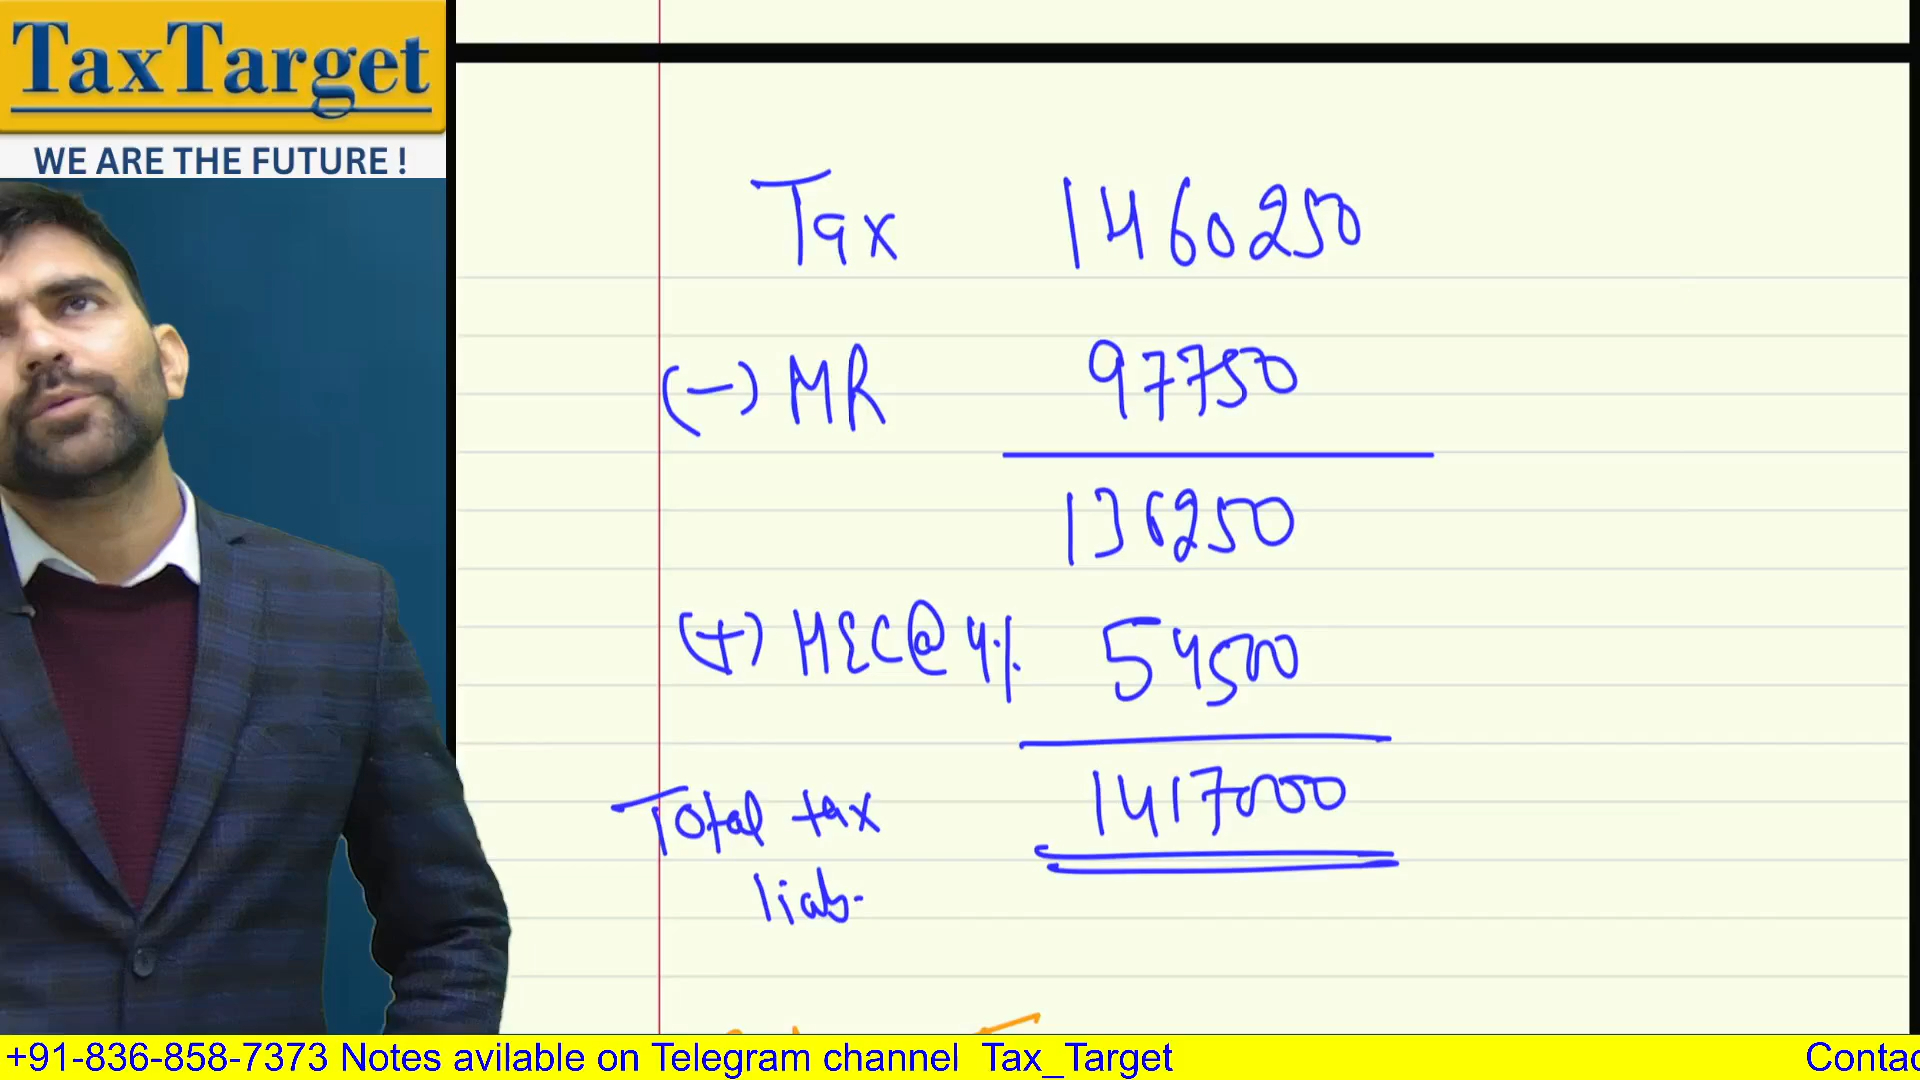 TaxTarget
WE ARE THE FUTURE !
Tax 1460250
(-) MR 97750
136250
(+) HEC@4% 54500
Total tax 1417000
liab.
+91-836-858-7373 Notes avilable on Telegram channel Tax_Target
Contac